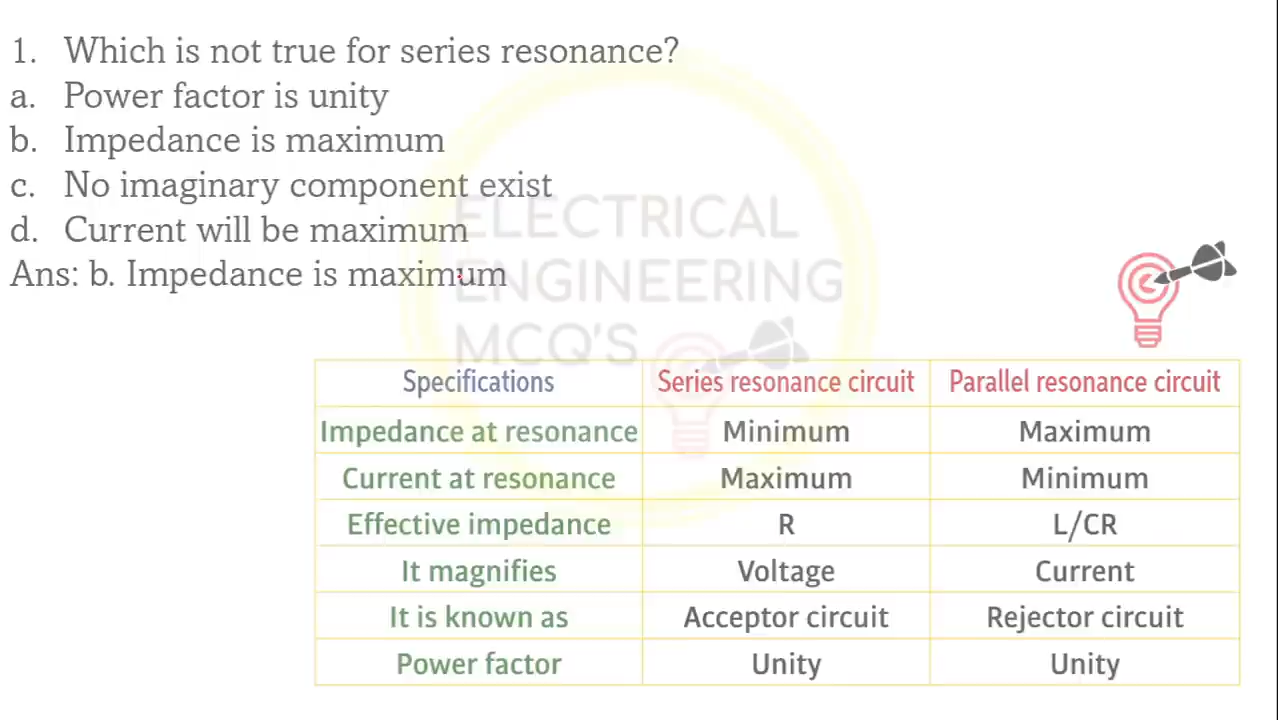 1. Which is not true for series resonance?
a. Power factor is unity
b. Impedance is maximum
c. No imaginary component exist
d. Current will be maximum
Ans: b. Impedance is maximum
ELECTRICAL
ENGINEERING
MCQ'S
Specifications Series resonance circuit Parallel resonance circuit
Impedance at resonance Minimum Maximum
Current at resonance Maximum Minimum
Effective impedance R L/CR
It magnifies Voltage Current
It is known as Acceptor circuit Rejector circuit
Power factor Unity Unity